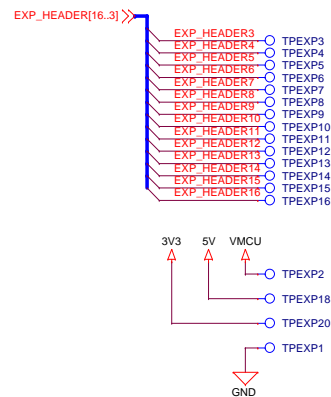 EXP_HEADER[16..3]
EXP_HEADER3 TPEXP3
EXP_HEADER4 TPEXP4
EXP_HEADER5 TPEXP5
EXP_HEADER6 TPEXP6
EXP_HEADER7 TPEXP7
EXP_HEADER8 TPEXP8
EXP_HEADER9 TPEXP9
EXP_HEADER10 TPEXP10
EXP_HEADER11 TPEXP11
EXP_HEADER12 TPEXP12
EXP_HEADER13 TPEXP13
EXP_HEADER14 TPEXP14
EXP_HEADER15 TPEXP15
EXP_HEADER16 TPEXP16
3V3 5V VMCU
TPEXP2
TPEXP18
TPEXP20
TPEXP1
GND